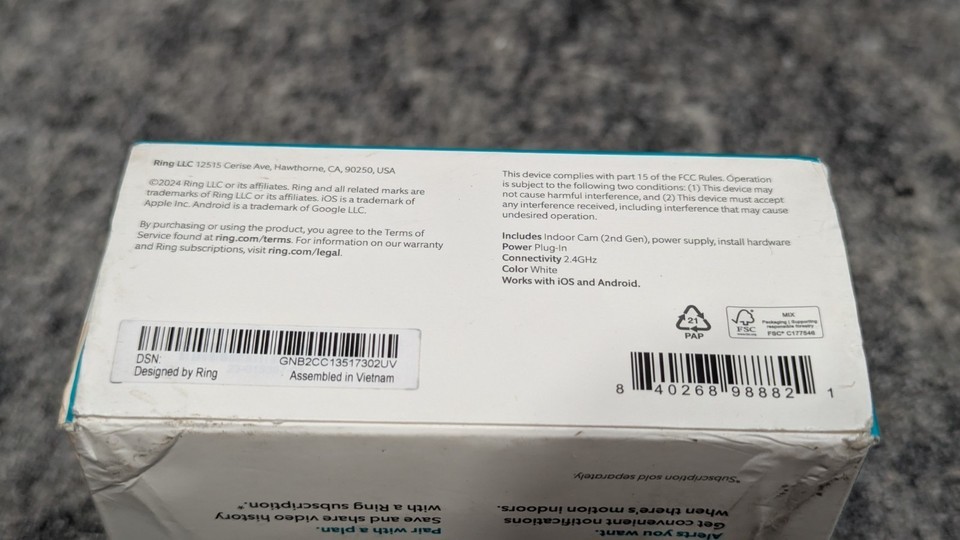 Ring LLC 12515 Cerise Ave, Hawthorne, CA, 90250, USA
©2024 Ring LLC or its affiliates. Ring and all related marks are
trademarks of Ring LLC or its affiliates. iOS is a trademark of
Apple Inc. Android is a trademark of Google LLC.
By purchasing or using the product, you agree to the Terms of
Service found at ring.com/terms. For information on our warranty
and Ring subscriptions, visit ring.com/legal.
This device complies with part 15 of the FCC Rules. Operation
is subject to the following two conditions: (1) This device may
not cause harmful interference, and (2) This device must accept
any interference received, including interference that may cause
undesired operation.
Includes Indoor Cam (2nd Gen), power supply, install hardware
Power Plug-In
Connectivity 2.4GHz
Color White
Works with iOS and Android.
21
PAP
FSC
MIX
Packaging | Supporting
responsible forestry
FSC® C177546
DSN:
GNB2CC13517302UV
Designed by Ring
Assembled in Vietnam
8 40268 98882 1
*Subscription sold separately.
Alerts you want.
Get convenient notifications
when there's motion indoors.
Pair with a plan.
Save and share video history
with a Ring subscription.*